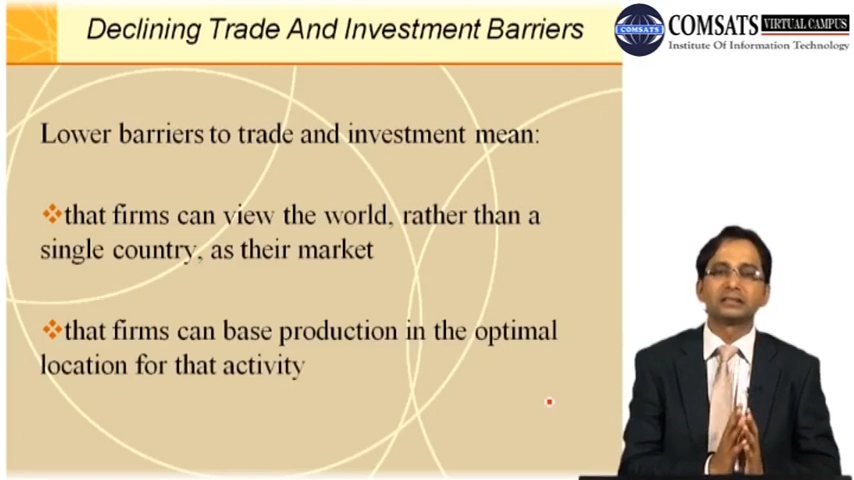 Declining Trade And Investment Barriers
COMSATS
COMSATS VIRTUAL CAMPUS
Institute Of Information Technology
Lower barriers to trade and investment mean:
that firms can view the world, rather than a
single country, as their market
that firms can base production in the optimal
location for that activity